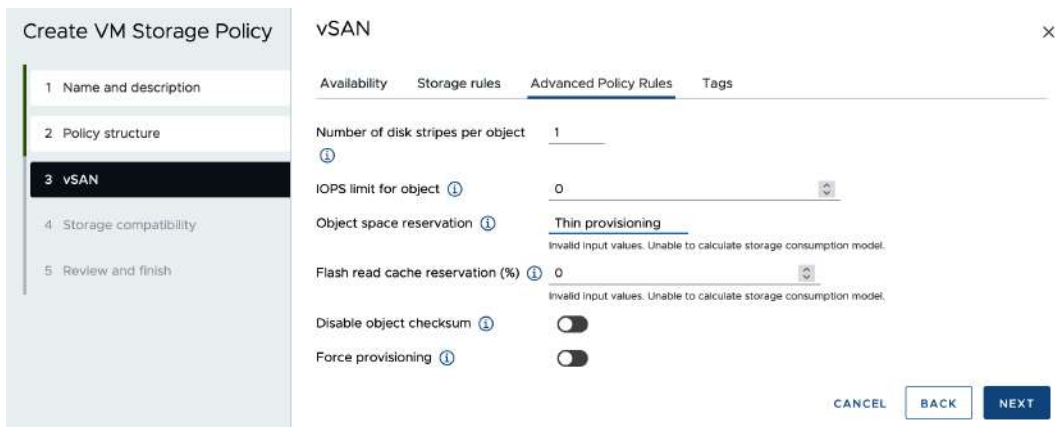 Create VM Storage Policy
1 Name and description
2 Policy structure
3 vSAN
4 Storage compatibility
5 Review and finish
vSAN
Availability Storage rules Advanced Policy Rules Tags
Number of disk stripes per object 1
IOPS limit for object 0
Object space reservation Thin provisioning
Invalid input values. Unable to calculate storage consumption model.
Flash read cache reservation (%) 0
Invalid input values. Unable to calculate storage consumption model.
Disable object checksum
Force provisioning
CANCEL BACK NEXT